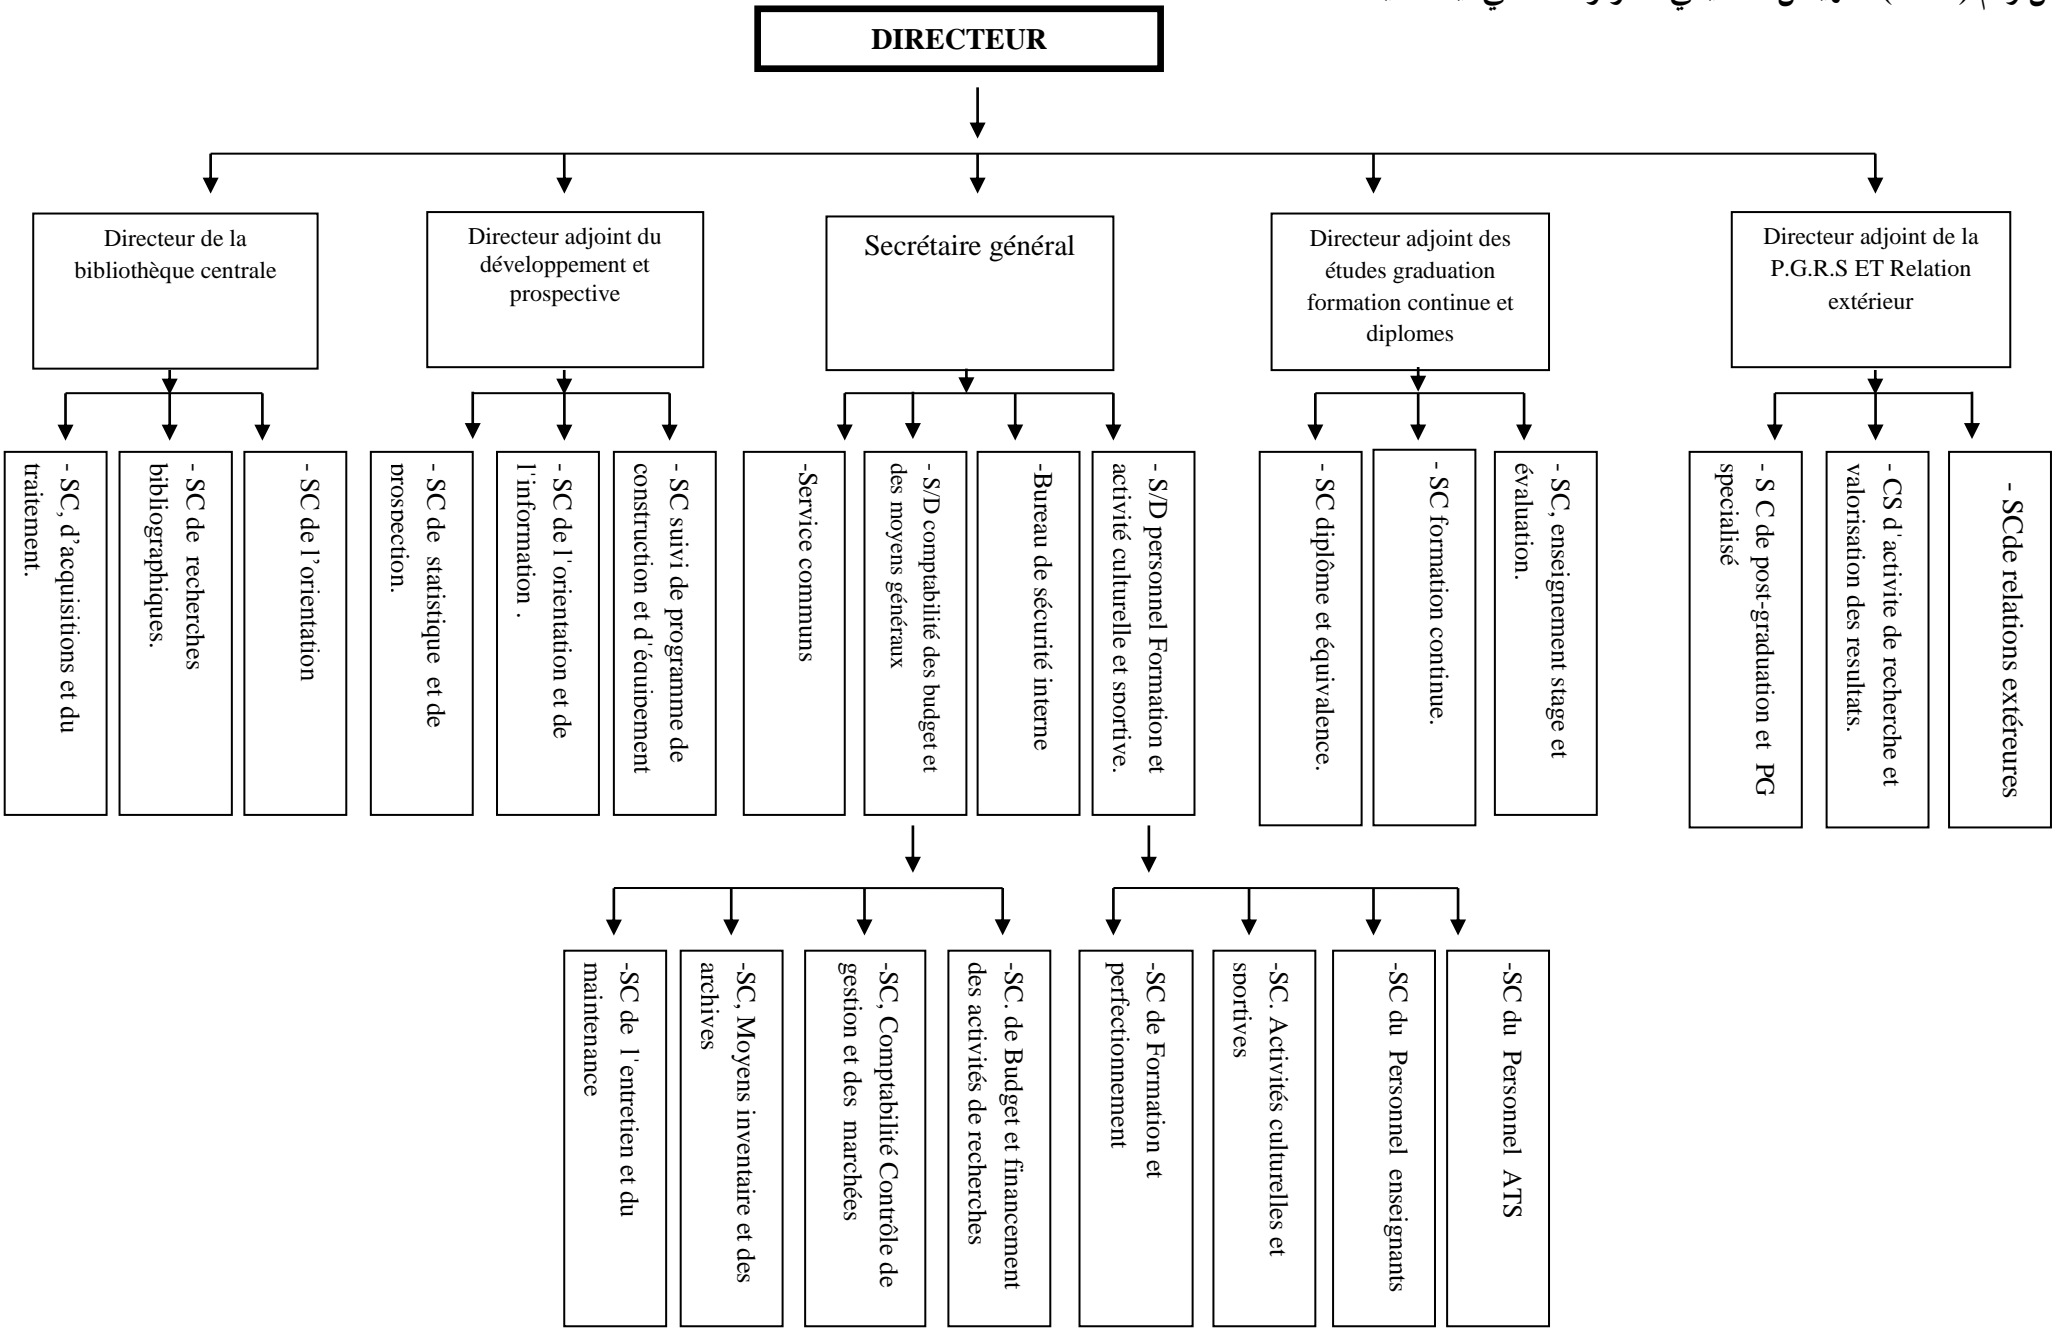 DIRECTEUR
Directeur de la
bibliothèque centrale
Directeur adjoint du
développement et
prospective
Secrétaire général
Directeur adjoint des
études graduation
formation continue et
diplomes
Directeur adjoint de la
P.G.R.S ET Relation
extérieur
- SC, d’acquisitions et du
traitement.
- SC de recherches
bibliographiques.
- SC de l’orientation
- SC de statistique et de
prospection.
- SC de l'orientation et de
l'information .
- SC suivi de programme de
construction et d'équipement
-Service communs
- S/D comptabilité des budget et
des moyens généraux
-Bureau de sécurité interne
- S/D personnel Formation et
activité culturelle et sportive.
- SC diplôme et équivalence.
- SC formation continue.
- SC, enseignement stage et
évaluation.
- S C de post-graduation et PG
specialisé
- CS d'activite de recherche et
valorisation des resultats.
- SCde relations extéreures
-SC de l'entretien et du
maintenance
-SC, Moyens inventaire et des
archives
-SC, Comptabilité Contrôle de
gestion et des marchées
-SC. de Budget et financement
des activités de recherches
-SC de Formation et
perfectionnement
-SC. Activités culturelles et
sportives
-SC du Personnel enseignants
-SC du Personnel ATS